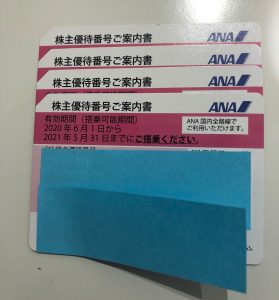 株主優待番号ご案内書 ANA
株主優待番号ご案内書 ANA
株主優待番号ご案内書 ANA
株主優待番号ご案内書 ANA
有効期間（搭乗可能期間）
2020年6月1日から
2021年5月31日までにご搭乗ください。
ANA国内全路線で
ご利用いただけます。